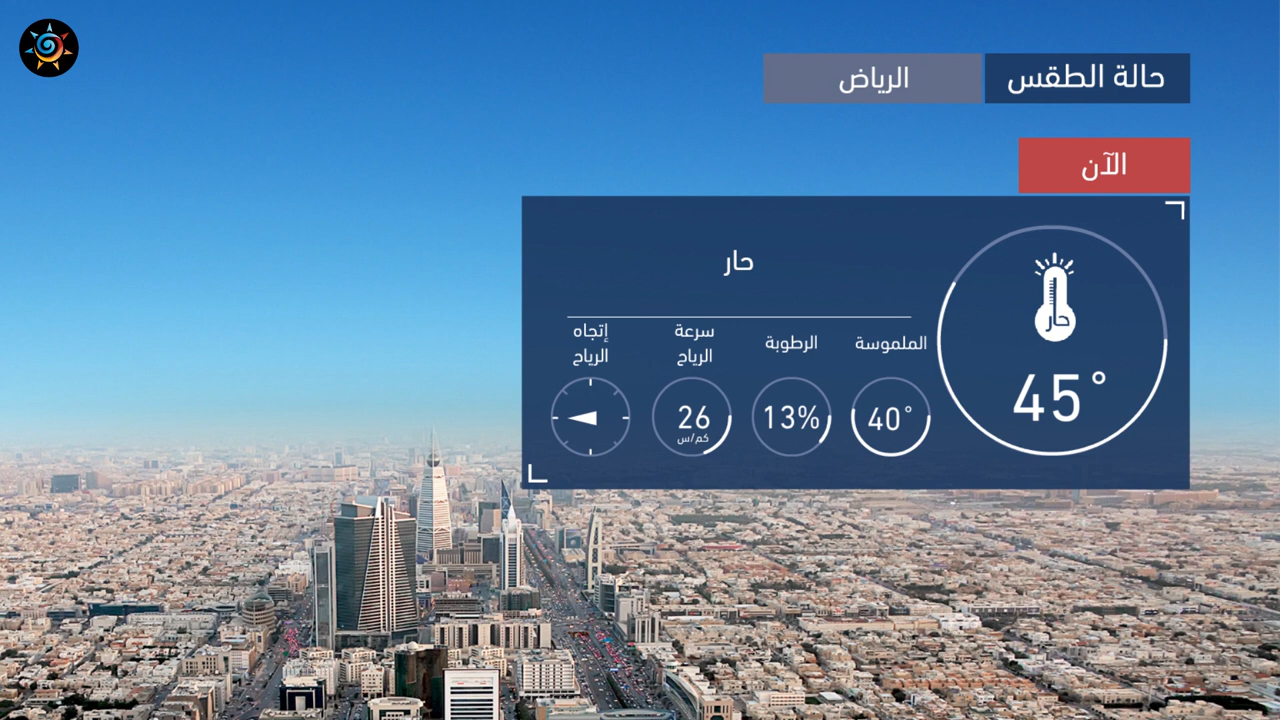 حالة الطقس
الرياض
الآن
حار
45°
حار
الملموسة
40°
الرطوبة
13%
سرعة
الرياح
26
كم/س
إتجاه
الرياح